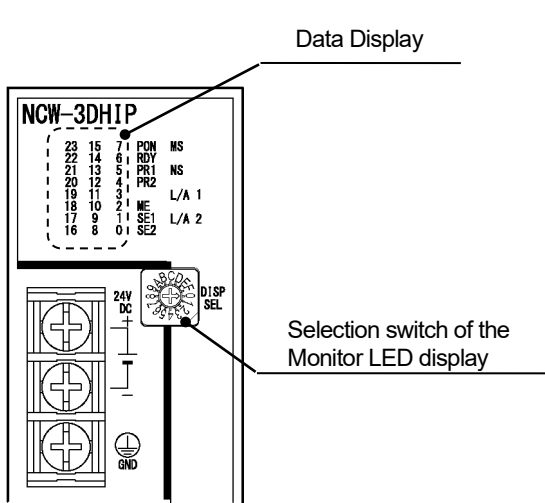 Data Display
NCW-3DHIP
23 15 7 PON MS
22 14 6 RDY
21 13 5 PR1 NS
20 12 4 PR2
19 11 3 L/A 1
18 10 2 ME
17 9 1 SE1 L/A 2
16 8 0 SE2
0123456789ABCDEF
DISP
SEL
24V
DC
+
−
GND
Selection switch of the
Monitor LED display